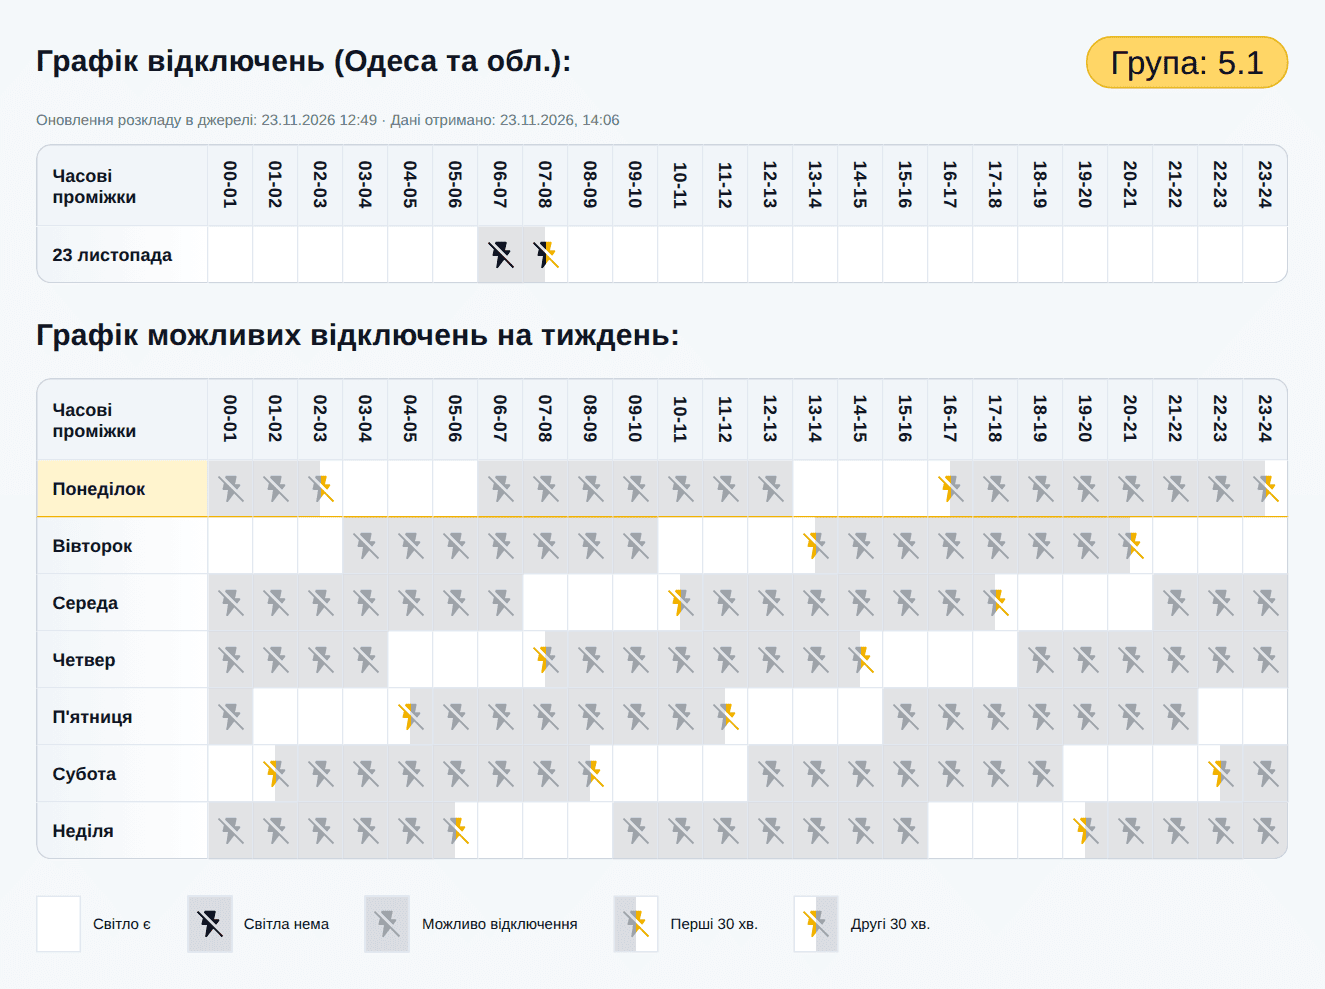 Графік відключень (Одеса та обл.):
Група: 5.1
Оновлення розкладу в джерелі: 23.11.2026 12:49 · Дані отримано: 23.11.2026, 14:06
Часові
проміжки
00-01 01-02 02-03 03-04 04-05 05-06 06-07 07-08 08-09 09-10 10-11 11-12 12-13 13-14 14-15 15-16 16-17 17-18 18-19 19-20 20-21 21-22 22-23 23-24
23 листопада
Графік можливих відключень на тиждень:
Часові
проміжки
00-01 01-02 02-03 03-04 04-05 05-06 06-07 07-08 08-09 09-10 10-11 11-12 12-13 13-14 14-15 15-16 16-17 17-18 18-19 19-20 20-21 21-22 22-23 23-24
Понеділок
Вівторок
Середа
Четвер
П'ятниця
Субота
Неділя
Світло є
Світла нема
Можливо відключення
Перші 30 хв.
Другі 30 хв.